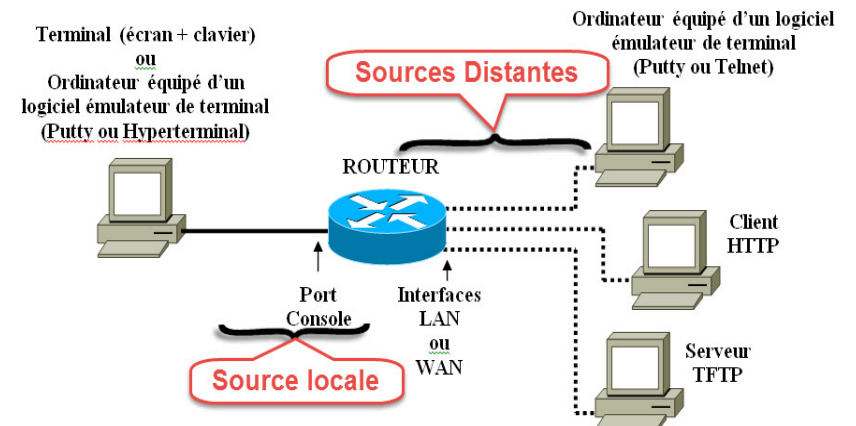 Terminal (écran + clavier)
ou
Ordinateur équipé d'un
logiciel émulateur de terminal
(Putty ou Hyperterminal)
Sources Distantes
Ordinateur équipé d'un logiciel
émulateur de terminal
(Putty ou Telnet)
ROUTEUR
Client
HTTP
Port
Console
Interfaces
LAN
ou
WAN
Source locale
Serveur
TFTP